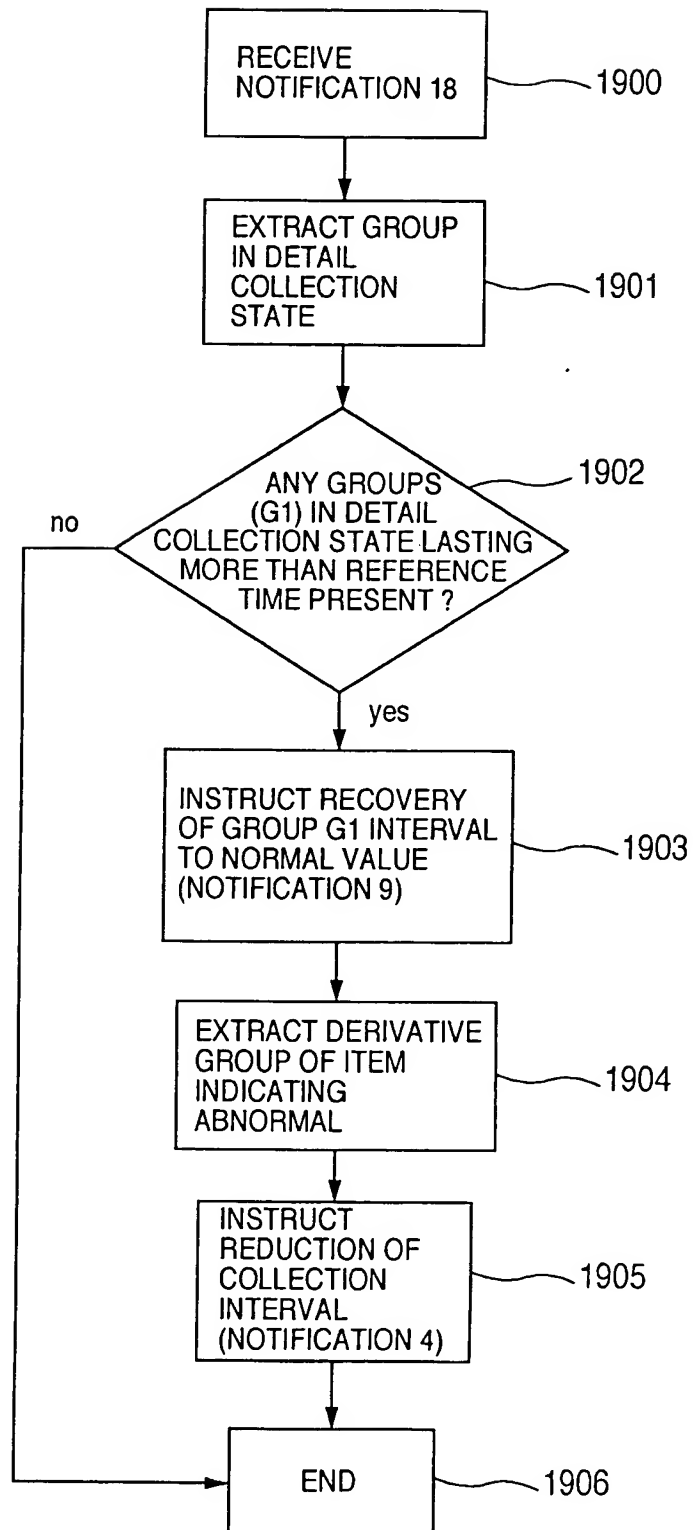 RECEIVE
NOTIFICATION 18
1900
EXTRACT GROUP
IN DETAIL
COLLECTION
STATE
1901
1902
ANY GROUPS
(G1) IN DETAIL
COLLECTION STATE LASTING
MORE THAN REFERENCE
TIME PRESENT ?
no
yes
INSTRUCT RECOVERY
OF GROUP G1 INTERVAL
TO NORMAL VALUE
(NOTIFICATION 9)
1903
EXTRACT DERIVATIVE
GROUP OF ITEM
INDICATING
ABNORMAL
1904
INSTRUCT
REDUCTION OF
COLLECTION
INTERVAL
(NOTIFICATION 4)
1905
END
1906